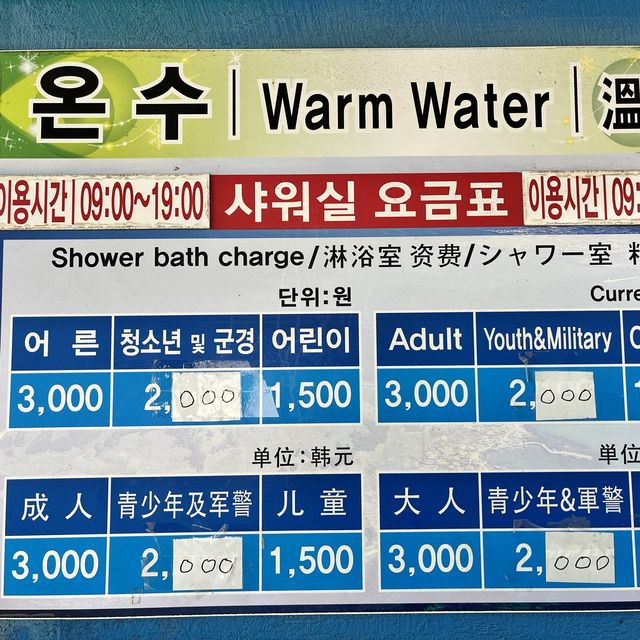 온수 | Warm Water | 溫
이용시간 | 09:00~19:00 샤워실 요금표 이용시간 | 09:
Shower bath charge/淋浴室 资费/シャワー室
단위:원 Curre
어 른 청소년 및 군경 어린이 Adult Youth&Military
3,000 2,000 1,500 3,000 2,000
单位:韩元 単位
成 人 青少年及军警 儿 童 大 人 青少年&軍警
3,000 2,000 1,500 3,000 2,000